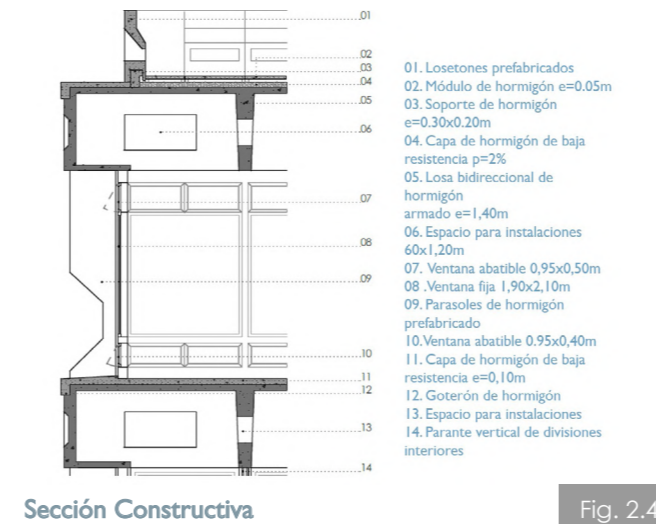 01
02
03
04
05
06
07
08
09
10
11
12
13
14
01. Losetones prefabricados
02. Módulo de hormigón e=0.05m
03. Soporte de hormigón
e=0.30x0.20m
04. Capa de hormigón de baja
resistencia p=2%
05. Losa bidireccional de
hormigón
armado e=1,40m
06. Espacio para instalaciones
60x1,20m
07. Ventana abatible 0,95x0,50m
08 .Ventana fija 1,90x2,10m
09. Parasoles de hormigón
prefabricado
10.Ventana abatible 0.95x0,40m
11. Capa de hormigón de baja
resistencia e=0,10m
12. Goterón de hormigón
13. Espacio para instalaciones
14. Parante vertical de divisiones
interiores
Sección Constructiva
Fig. 2.4